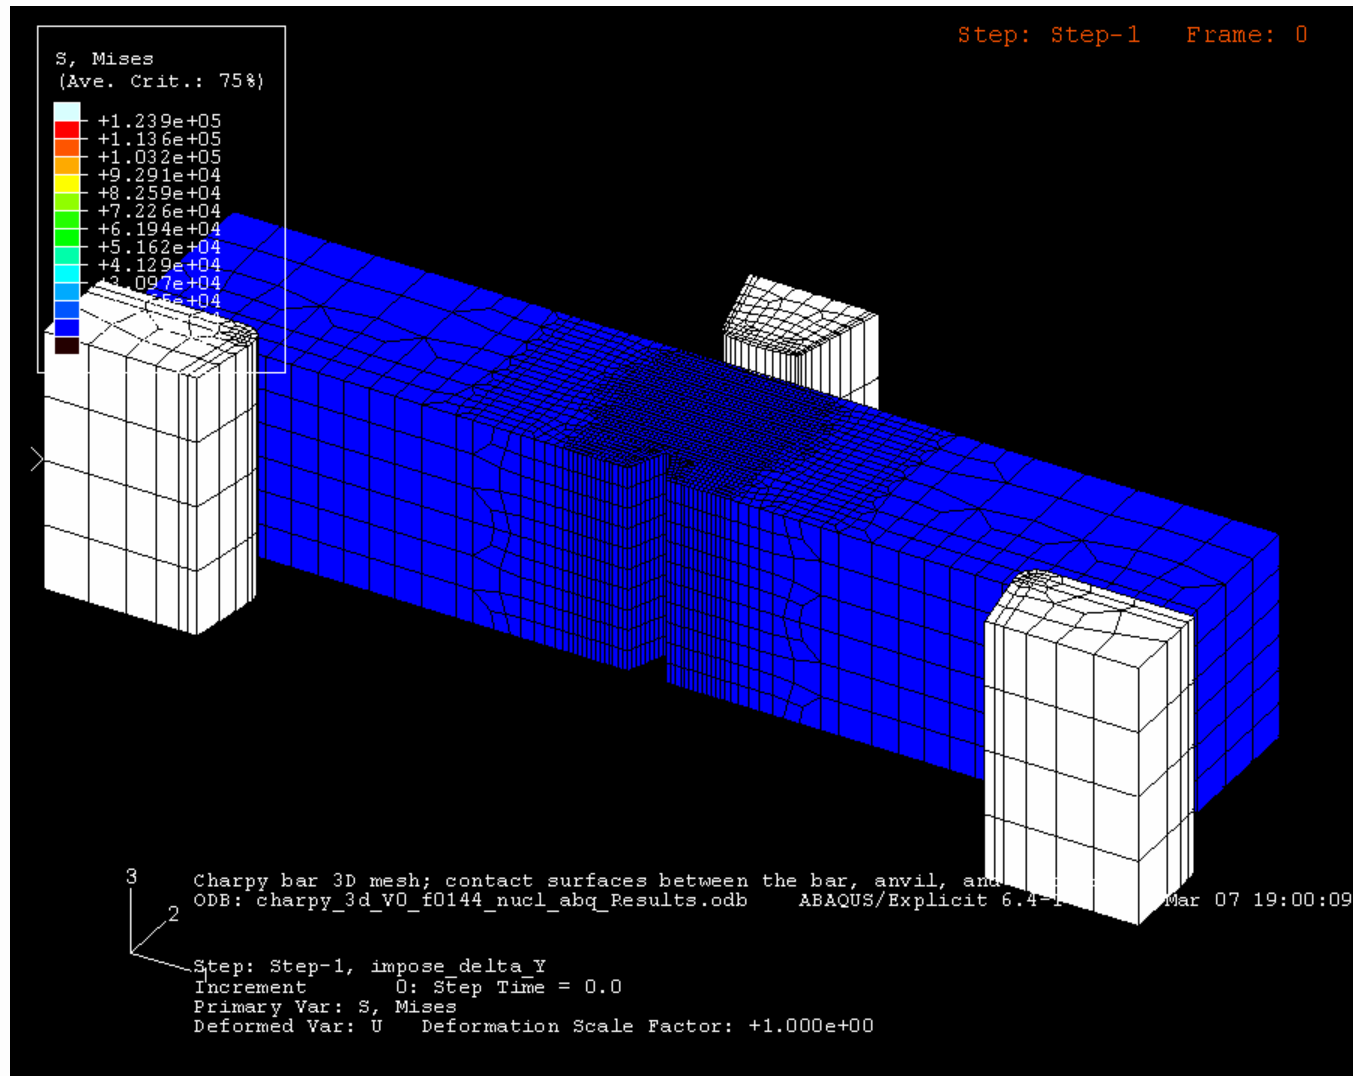 Step: Step-1 Frame: 0
S, Mises
(Ave. Crit.: 75%)
+1.239e+05
+1.136e+05
+1.032e+05
+9.291e+04
+8.259e+04
+7.226e+04
+6.194e+04
+5.162e+04
+4.129e+04
+3.097e+04
e+04
3
2
1
Charpy bar 3D mesh; contact surfaces between the bar, anvil, and
ODB: charpy_3d_V0_f0144_nucl_abq_Results.odb ABAQUS/Explicit 6.4- Mar 07 19:00:09
Step: Step-1, impose_delta_Y
Increment 0: Step Time = 0.0
Primary Var: S, Mises
Deformed Var: U Deformation Scale Factor: +1.000e+00